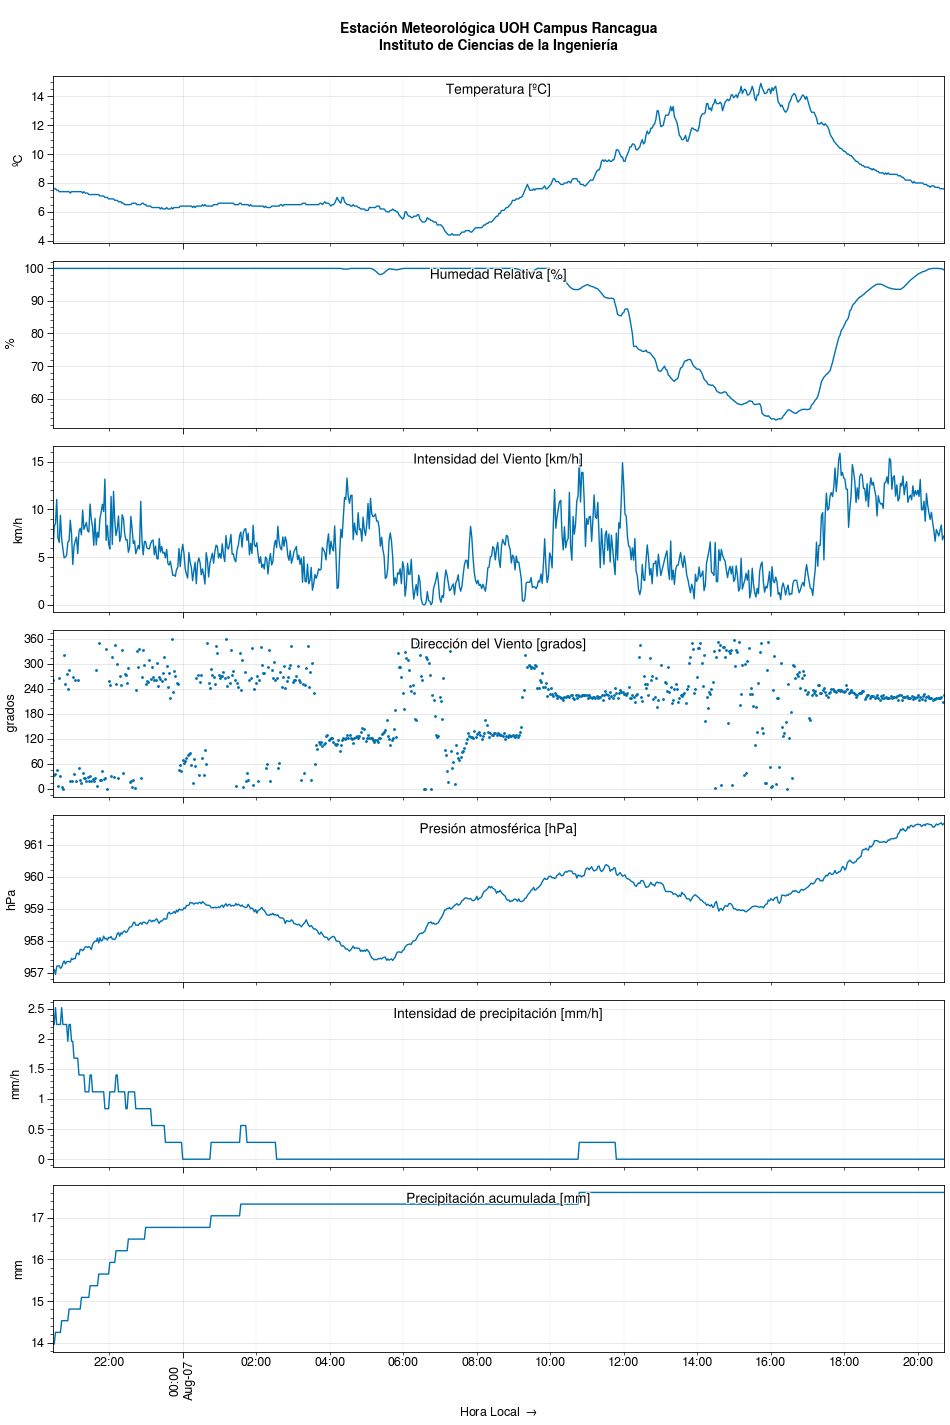 Estación Meteorológica UOH Campus Rancagua
Instituto de Ciencias de la Ingeniería
Temperatura [ºC]
ºC
14
12
10
8
6
4
Humedad Relativa [%]
%
100
90
80
70
60
Intensidad del Viento [km/h]
km/h
15
10
5
0
Dirección del Viento [grados]
grados
360
300
240
180
120
60
0
Presión atmosférica [hPa]
hPa
961
960
959
958
957
Intensidad de precipitación [mm/h]
mm/h
2.5
2
1.5
1
0.5
0
Precipitación acumulada [mm]
mm
17
16
15
14
22:00
00:00
Aug-07
02:00
04:00
06:00
08:00
10:00
12:00
14:00
16:00
18:00
20:00
Hora Local →